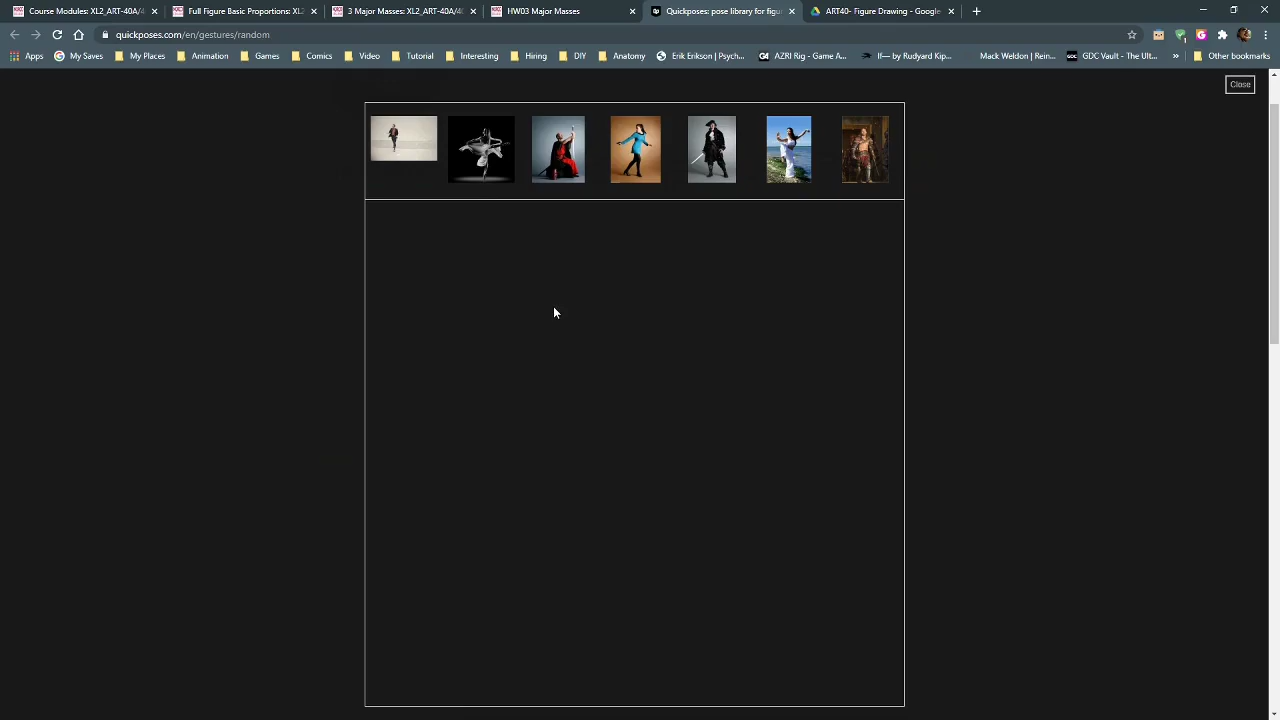 Course Modules: XL2_ART-40A/4
Full Figure Basic Proportions: XL2
3 Major Masses: XL2_ART-40A/40
HW03 Major Masses
Quickposes: pose library for figu
ART40- Figure Drawing - Google
quickposes.com/en/gestures/random
Apps
My Saves
My Places
Animation
Games
Comics
Video
Tutorial
Interesting
Hiring
DIY
Anatomy
Erik Erikson | Psych...
AZRI Rig - Game A...
If— by Rudyard Kip...
Mack Weldon | Rein...
GDC Vault - The Ult...
»
Other bookmarks
Close